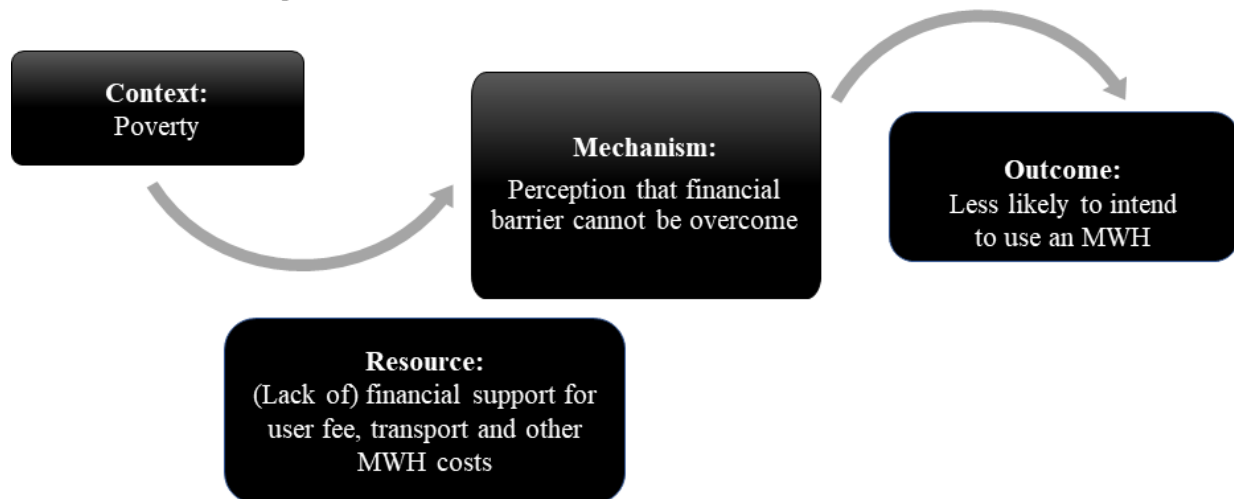 Context:
Poverty
Mechanism:
Perception that financial
barrier cannot be overcome
Outcome:
Less likely to intend
to use an MWH
Resource:
(Lack of) financial support for
user fee, transport and other
MWH costs